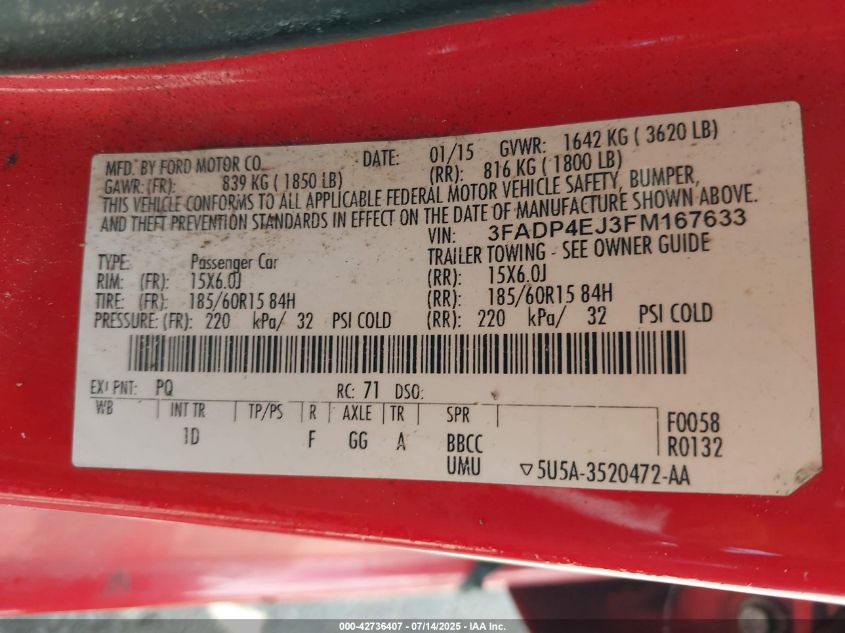 MFD. BY FORD MOTOR CO. DATE: 01/15 GVWR: 1642 KG ( 3620 LB)
GAWR: (FR): 839 KG ( 1850 LB) (RR): 816 KG ( 1800 LB)
THIS VEHICLE CONFORMS TO ALL APPLICABLE FEDERAL MOTOR VEHICLE SAFETY, BUMPER,
AND THEFT PREVENTION STANDARDS IN EFFECT ON THE DATE OF MANUFACTURE SHOWN ABOVE.
VIN: 3FADP4EJ3FM167633
TYPE: Passenger Car TRAILER TOWING - SEE OWNER GUIDE
RIM: (FR): 15X6.0J (RR): 15X6.0J
TIRE: (FR): 185/60R15 84H (RR): 185/60R15 84H
PRESSURE: (FR): 220 kPa/ 32 PSI COLD (RR): 220 kPa/ 32 PSI COLD
EXT PNT: PQ RC: 71 DSO:
WB INT TR TP/PS R AXLE TR SPR F0058
1D F GG A BBCC R0132
UMU ▽5U5A-3520472-AA
000-42736407 - 07/14/2025 - IAA Inc.